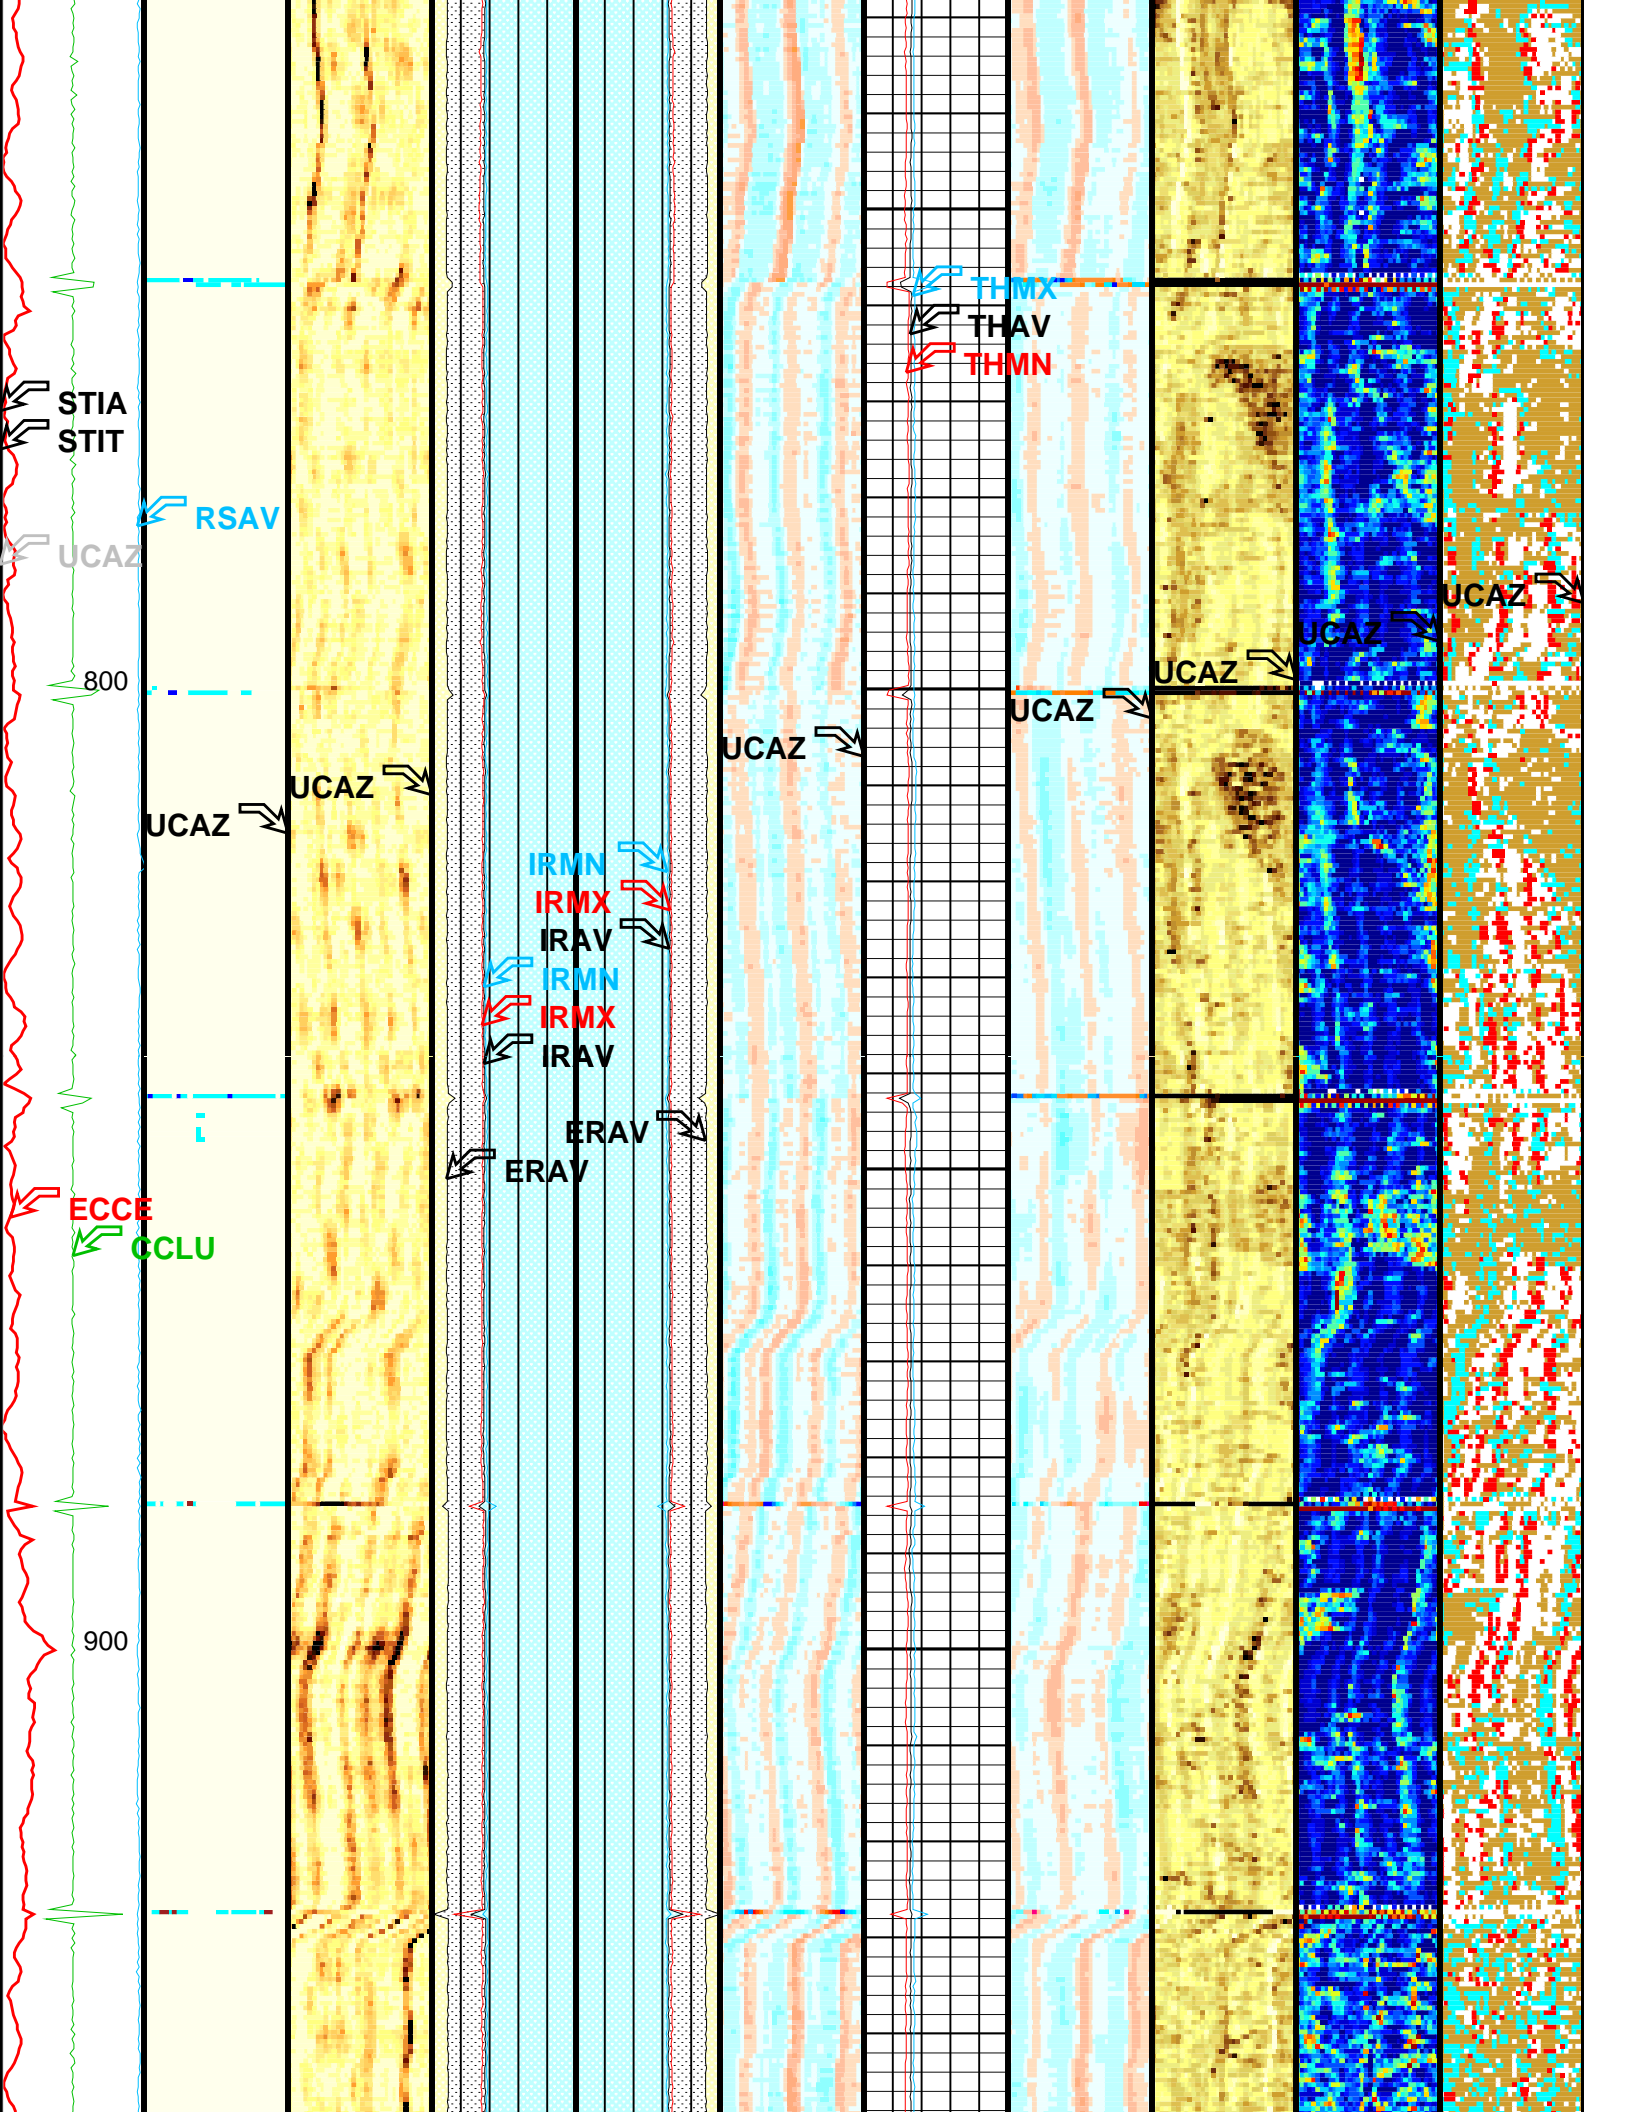 THMX
THAV
THMN
STIA
STIT
RSAV
UCAZ
UCAZ
UCAZ
UCAZ
800
UCAZ
UCAZ
UCAZ
UCAZ
IRMN
IRMX
IRAV
IRMN
IRMX
IRAV
ERAV
ERAV
ECCE
CCLU
900